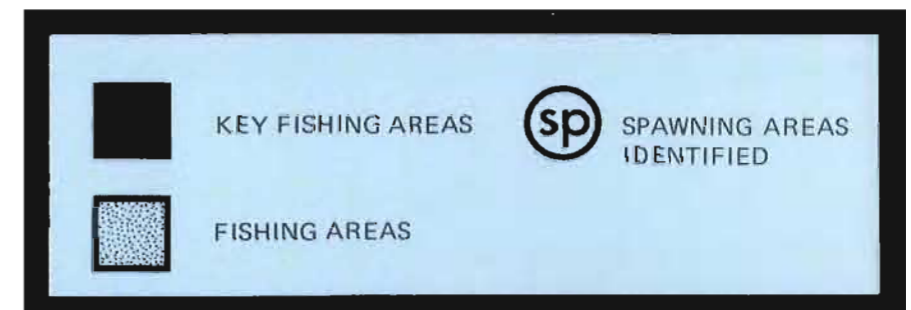 KEY FISHING AREAS
sp
SPAWNING AREAS
IDENTIFIED
FISHING AREAS